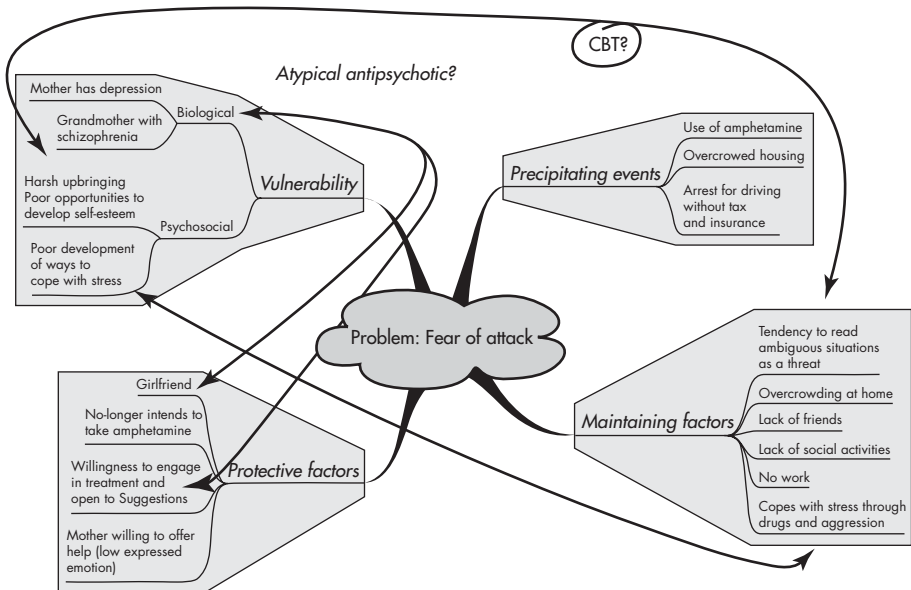 CBT?
Atypical antipsychotic?
Mother has depression
Biological
Grandmother with
schizophrenia
Vulnerability
Harsh upbringing
Poor opportunities to
develop self-esteem
Psychosocial
Poor development
of ways to
cope with stress
Precipitating events
Use of amphetamine
Overcrowed housing
Arrest for driving
without tax
and insurance
Problem: Fear of attack
Girlfriend
No-longer intends to
take amphetamine
Protective factors
Willingness to engage
in treatment and
open to Suggestions
Mother willing to offer
help (low expressed
emotion)
Maintaining factors
Tendency to read
ambiguous situations
as a threat
Overcrowding at home
Lack of friends
Lack of social activities
No work
Copes with stress through
drugs and aggression